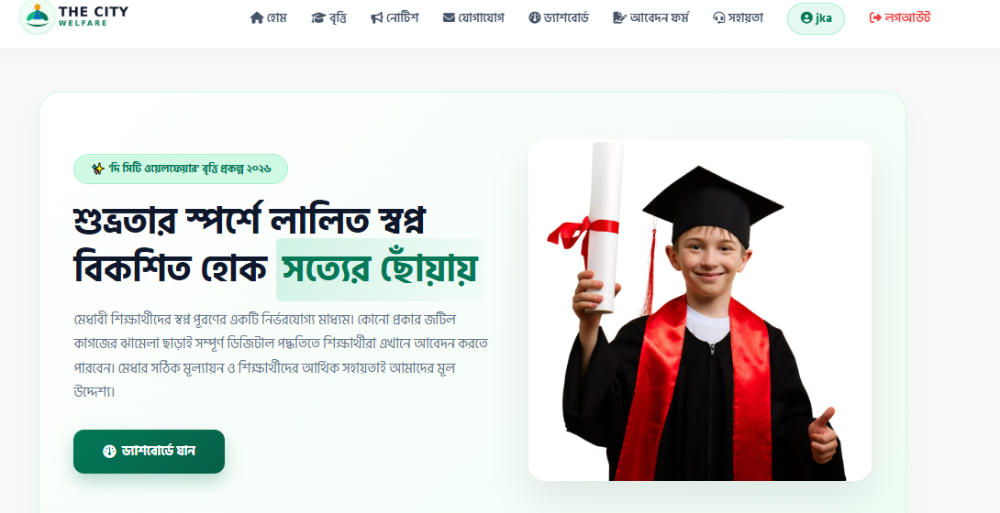 THE CITY
WELFARE
হোম
বৃত্তি
নোটিশ
যোগাযোগ
ড্যাশবোর্ড
আবেদন ফর্ম
সহায়তা
jka
লগআউট
'দি সিটি ওয়েলফেয়ার' বৃত্তি প্রকল্প ২০২৬
শুভ্রতার স্পর্শে লালিত স্বপ্ন
বিকশিত হোক সত্যের ছোঁয়ায়
মেধাবী শিক্ষার্থীদের স্বপ্ন পূরণের একটি নির্ভরযোগ্য মাধ্যম। কোনো প্রকার জটিল
কাগজের ঝামেলা ছাড়াই সম্পূর্ণ ডিজিটাল পদ্ধতিতে শিক্ষার্থীরা এখানে আবেদন করতে
পারবেন। মেধার সঠিক মূল্যায়ন ও শিক্ষার্থীদের আর্থিক সহায়তাই আমাদের মূল
উদ্দেশ্য।
ড্যাশবোর্ডে যান